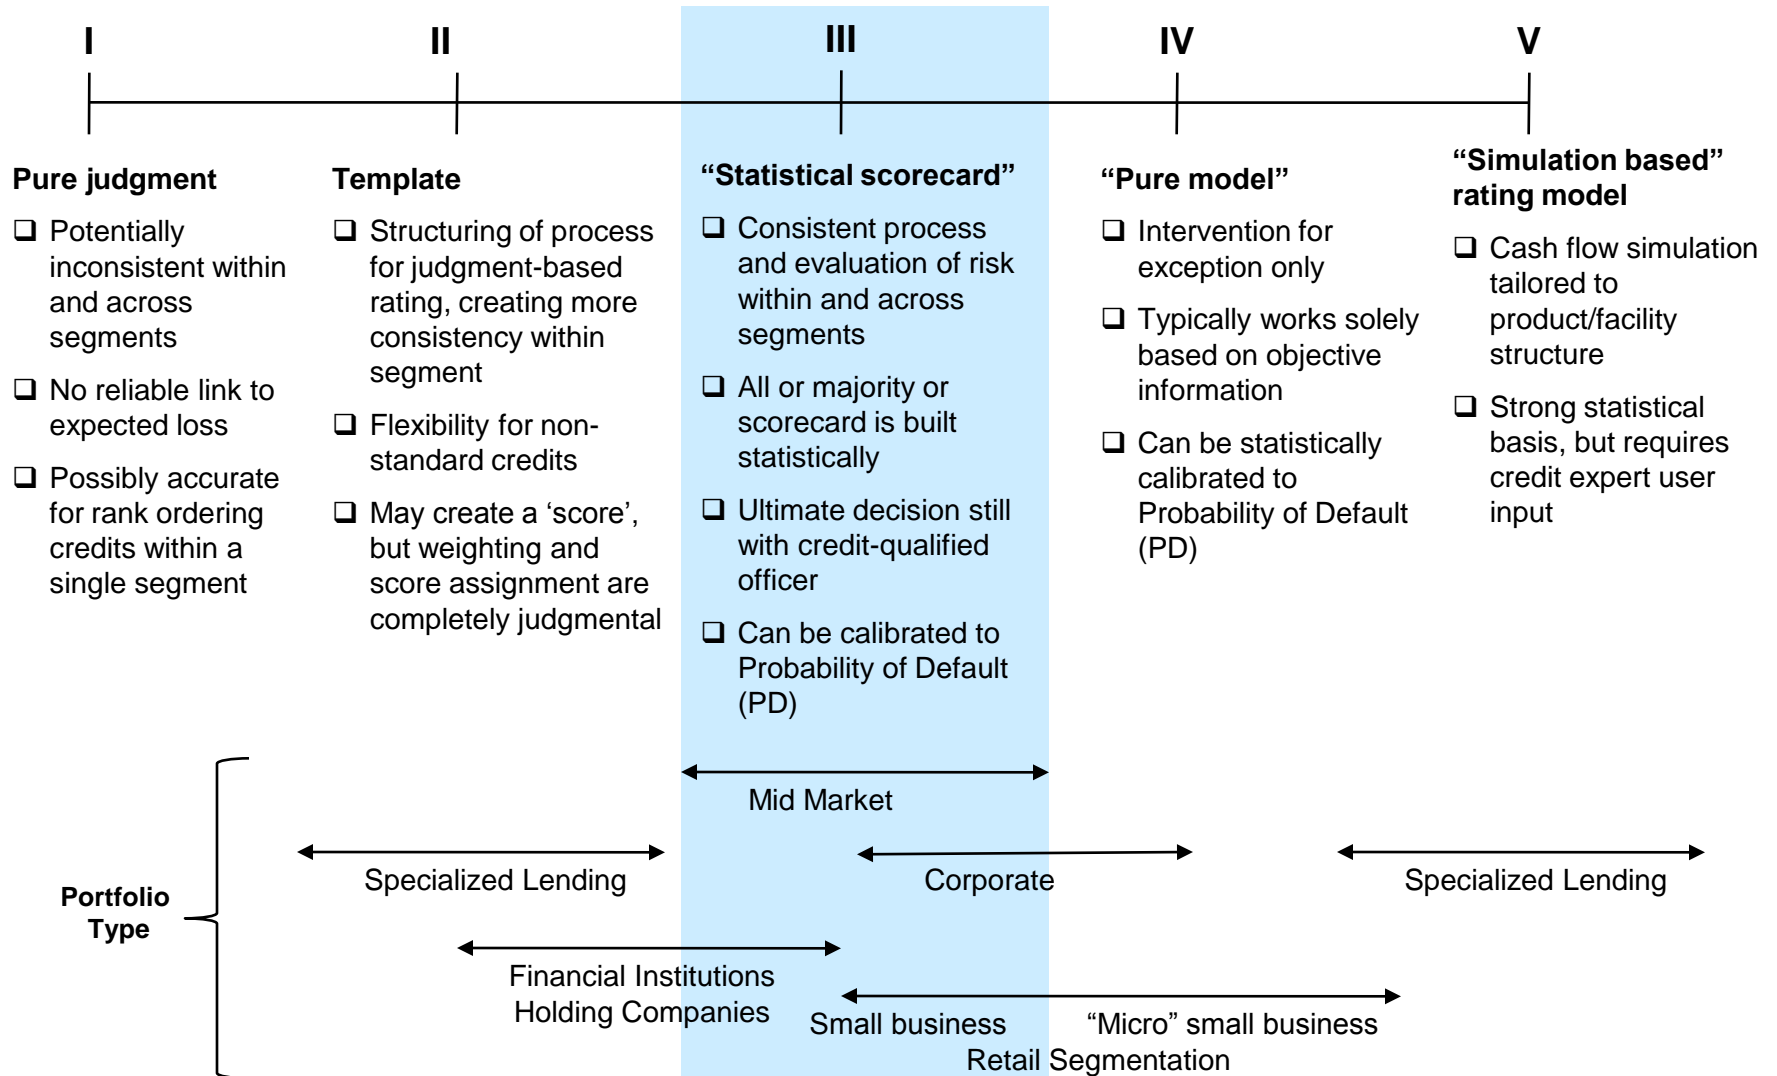 I
II
III
IV
V
Pure judgment
❑ Potentially
inconsistent within
and across
segments
❑ No reliable link to
expected loss
❑ Possibly accurate
for rank ordering
credits within a
single segment
Template
❑ Structuring of process
for judgment-based
rating, creating more
consistency within
segment
❑ Flexibility for non-
standard credits
❑ May create a ‘score’,
but weighting and
score assignment are
completely judgmental
“Statistical scorecard”
❑ Consistent process
and evaluation of risk
within and across
segments
❑ All or majority or
scorecard is built
statistically
❑ Ultimate decision still
with credit-qualified
officer
❑ Can be calibrated to
Probability of Default
(PD)
“Pure model”
❑ Intervention for
exception only
❑ Typically works solely
based on objective
information
❑ Can be statistically
calibrated to
Probability of Default
(PD)
“Simulation based”
rating model
❑ Cash flow simulation
tailored to
product/facility
structure
❑ Strong statistical
basis, but requires
credit expert user
input
Portfolio
Type
Mid Market
Specialized Lending
Corporate
Specialized Lending
Financial Institutions
Holding Companies
Small business
“Micro” small business
Retail Segmentation